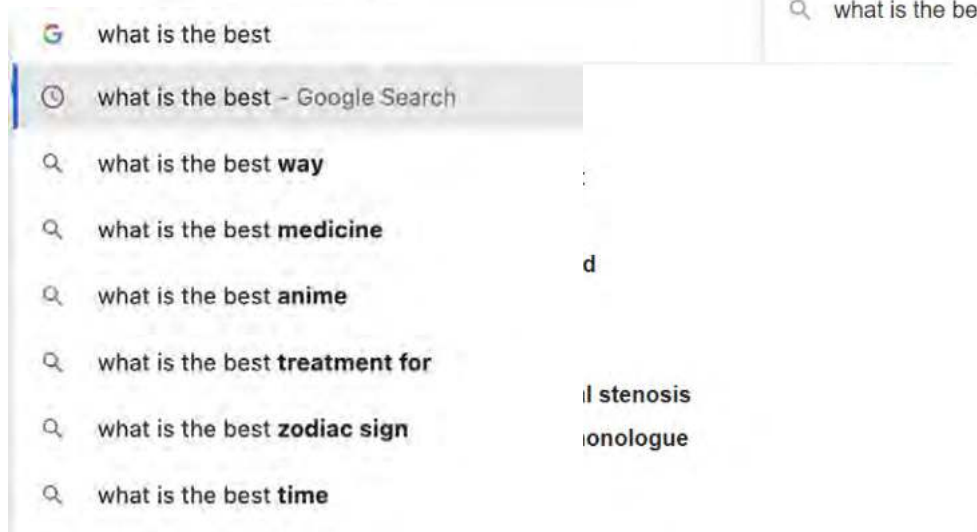 what is the best
what is the best - Google Search
what is the best way
what is the best medicine
what is the best anime
what is the best treatment for
what is the best zodiac sign
what is the best time
what is the
stenosis